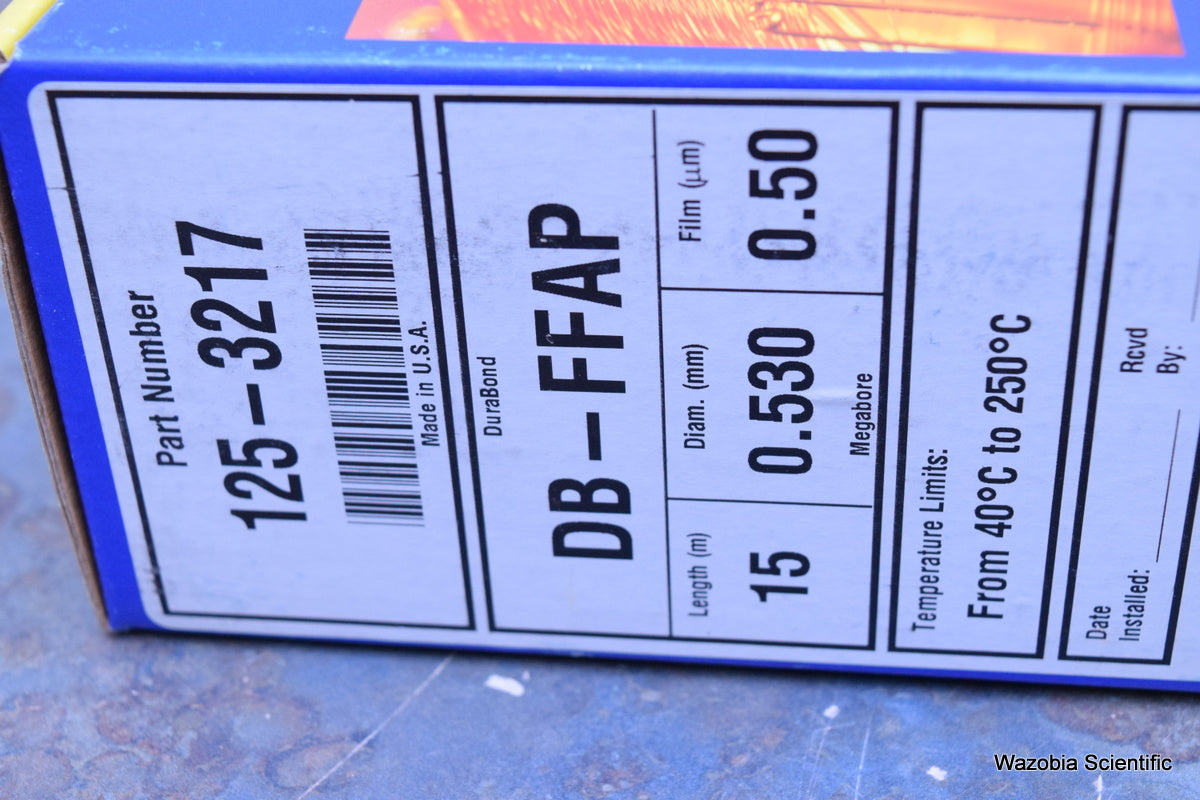 Part Number
125-3217
Made in U.S.A.
DuraBond
DB-FFAP
Length (m)
15
Diam. (mm)
0.530
Megabore
Film (μm)
0.50
Temperature Limits:
From 40°C to 250°C
Date
Installed:
Rcvd
By:
Wazobia Scientific